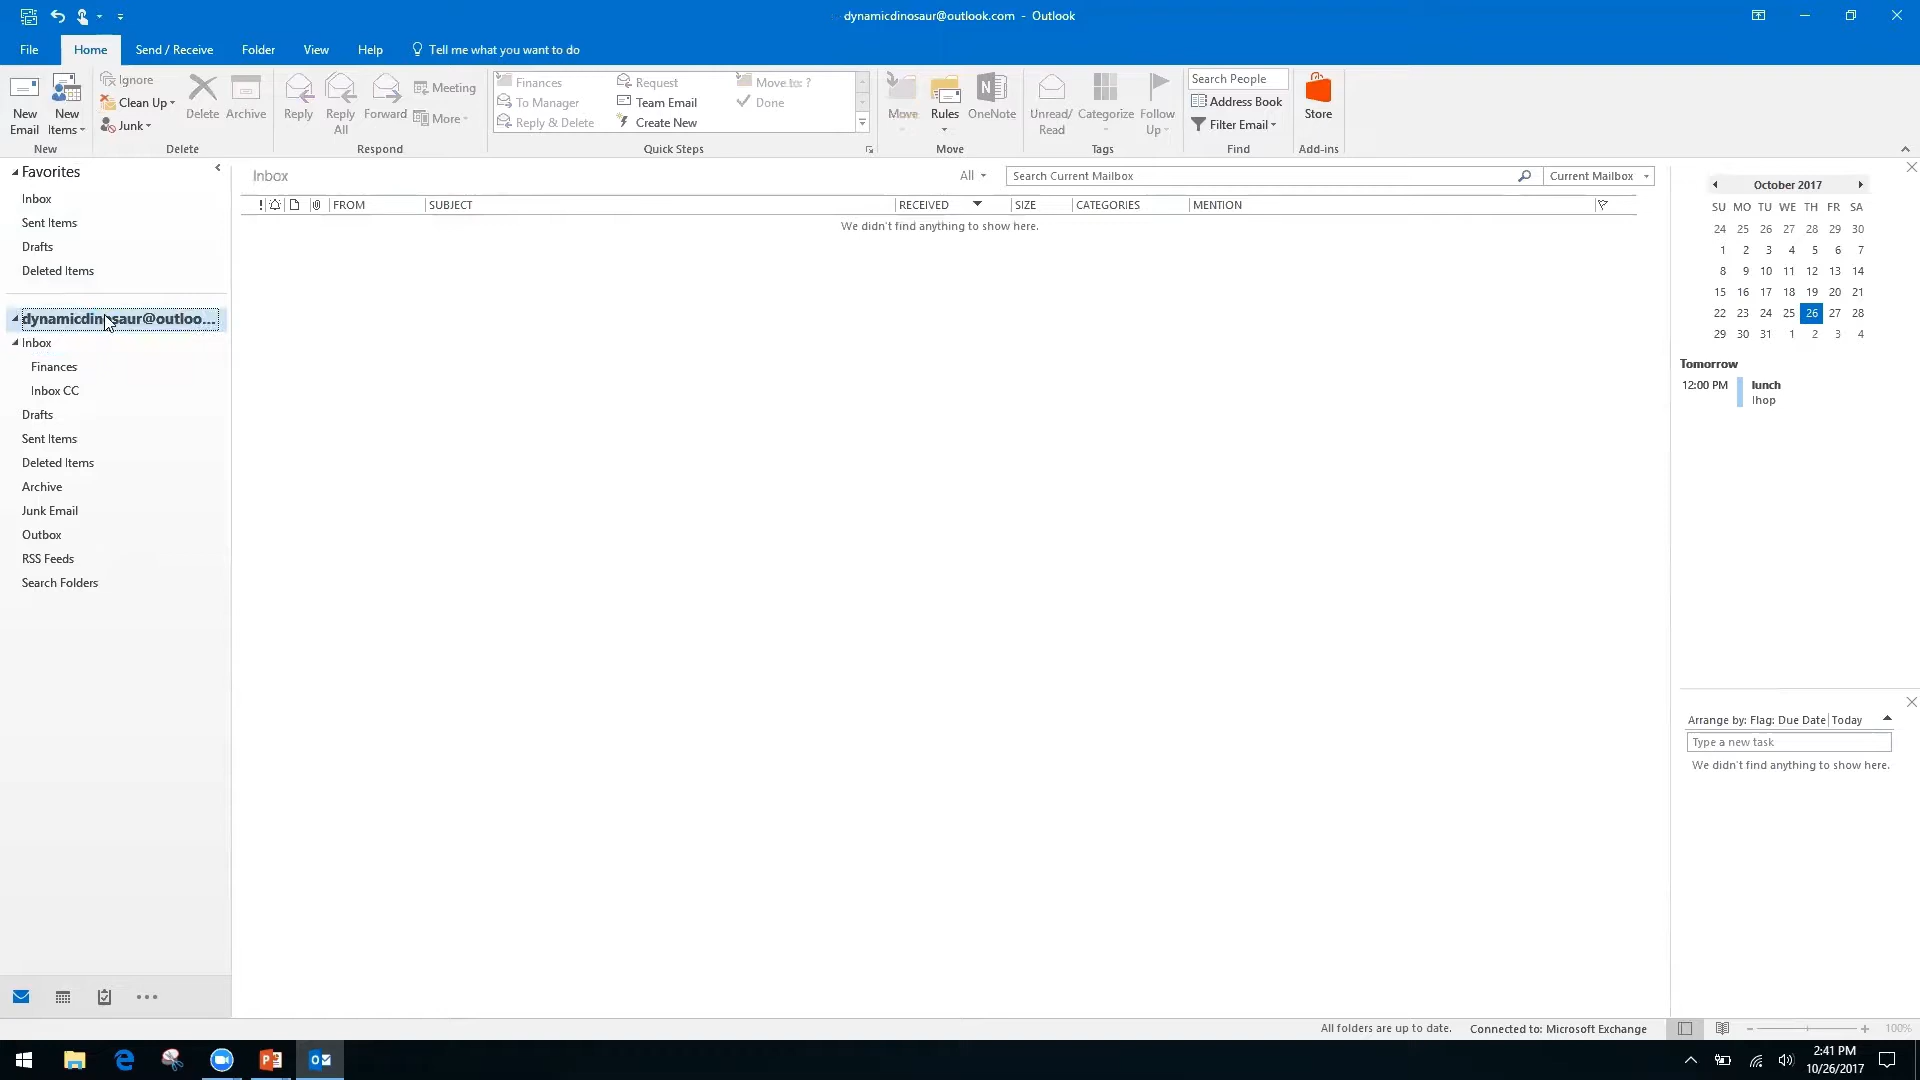 dynamicdinosaur@outlook.com - Outlook
File Home Send / Receive Folder View Help Tell me what you want to do
New Email
New Items
New
Ignore
Clean Up
Junk
Delete
Archive
Delete
Reply
Reply All
Forward
Meeting
More
Respond
Finances
To Manager
Reply & Delete
Request
Team Email
Create New
Move to: ?
Done
Quick Steps
Move
Rules
OneNote
Move
Unread/ Read
Categorize
Follow Up
Tags
Search People
Address Book
Filter Email
Find
Store
Add-ins
Favorites
Inbox
Sent Items
Drafts
Deleted Items
dynamicdinosaur@outloo...
Inbox
Finances
Inbox CC
Drafts
Sent Items
Deleted Items
Archive
Junk Email
Outbox
RSS Feeds
Search Folders
Inbox
All
Search Current Mailbox
Current Mailbox
! FROM SUBJECT RECEIVED SIZE CATEGORIES MENTION
We didn't find anything to show here.
October 2017
SU MO TU WE TH FR SA
24 25 26 27 28 29 30
1 2 3 4 5 6 7
8 9 10 11 12 13 14
15 16 17 18 19 20 21
22 23 24 25 26 27 28
29 30 31 1 2 3 4
Tomorrow
12:00 PM lunch
Ihop
Arrange by: Flag: Due Date Today
Type a new task
We didn't find anything to show here.
All folders are up to date. Connected to: Microsoft Exchange 100%
2:41 PM
10/26/2017